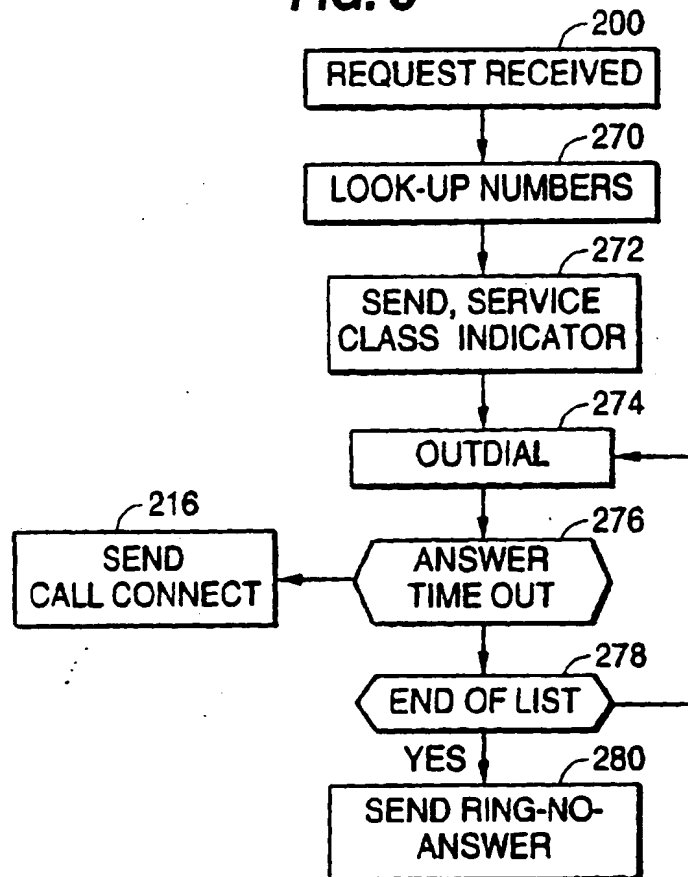 200
REQUEST RECEIVED
270
LOOK-UP NUMBERS
272
SEND, SERVICE
CLASS INDICATOR
274
OUTDIAL
216
SEND
CALL CONNECT
276
ANSWER
TIME OUT
278
END OF LIST
YES
280
SEND RING-NO-
ANSWER